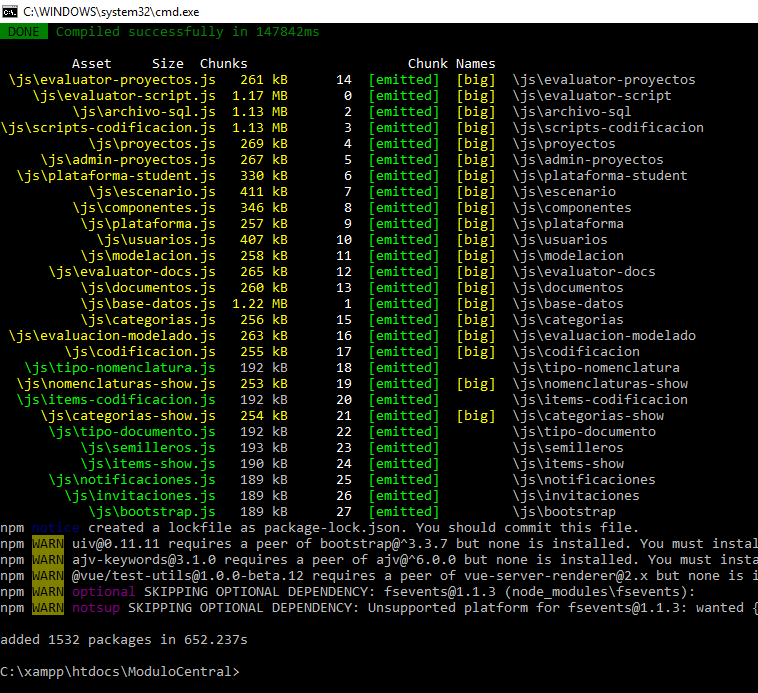 C:\WINDOWS\system32\cmd.exe
DONE Compiled successfully in 147842ms
Asset Size Chunks Chunk Names
\js\evaluator-proyectos.js 261 kB 14 [emitted] [big] \js\evaluator-proyectos
\js\evaluator-script.js 1.17 MB 0 [emitted] [big] \js\evaluator-script
\js\archivo-sql.js 1.13 MB 2 [emitted] [big] \js\archivo-sql
\js\scripts-codificacion.js 1.13 MB 3 [emitted] [big] \js\scripts-codificacion
\js\proyectos.js 269 kB 4 [emitted] [big] \js\proyectos
\js\admin-proyectos.js 267 kB 5 [emitted] [big] \js\admin-proyectos
\js\plataforma-student.js 330 kB 6 [emitted] [big] \js\plataforma-student
\js\escenario.js 411 kB 7 [emitted] [big] \js\escenario
\js\componentes.js 346 kB 8 [emitted] [big] \js\componentes
\js\plataforma.js 257 kB 9 [emitted] [big] \js\plataforma
\js\usuarios.js 407 kB 10 [emitted] [big] \js\usuarios
\js\modelacion.js 258 kB 11 [emitted] [big] \js\modelacion
\js\evaluator-docs.js 265 kB 12 [emitted] [big] \js\evaluator-docs
\js\documentos.js 260 kB 13 [emitted] [big] \js\documentos
\js\base-datos.js 1.22 MB 1 [emitted] [big] \js\base-datos
\js\categorias.js 256 kB 15 [emitted] [big] \js\categorias
\js\evaluacion-modelado.js 263 kB 16 [emitted] [big] \js\evaluacion-modelado
\js\codificacion.js 255 kB 17 [emitted] [big] \js\codificacion
\js\tipo-nomenclatura.js 192 kB 18 [emitted] \js\tipo-nomenclatura
\js\nomenclaturas-show.js 253 kB 19 [emitted] [big] \js\nomenclaturas-show
\js\items-codificacion.js 192 kB 20 [emitted] \js\items-codificacion
\js\categorias-show.js 254 kB 21 [emitted] [big] \js\categorias-show
\js\tipo-documento.js 192 kB 22 [emitted] \js\tipo-documento
\js\semilleros.js 193 kB 23 [emitted] \js\semilleros
\js\items-show.js 190 kB 24 [emitted] \js\items-show
\js\notificaciones.js 189 kB 25 [emitted] \js\notificaciones
\js\invitaciones.js 189 kB 26 [emitted] \js\invitaciones
\js\bootstrap.js 189 kB 27 [emitted] \js\bootstrap
npm notice created a lockfile as package-lock.json. You should commit this file.
npm WARN uiv@0.11.11 requires a peer of bootstrap@^3.3.7 but none is installed. You must instal
npm WARN ajv-keywords@3.1.0 requires a peer of ajv@^6.0.0 but none is installed. You must insta
npm WARN @vue/test-utils@1.0.0-beta.12 requires a peer of vue-server-renderer@2.x but none is i
npm WARN optional SKIPPING OPTIONAL DEPENDENCY: fsevents@1.1.3 (node_modules\fsevents):
npm WARN notsup SKIPPING OPTIONAL DEPENDENCY: Unsupported platform for fsevents@1.1.3: wanted {
added 1532 packages in 652.237s
C:\xampp\htdocs\ModuloCentral>